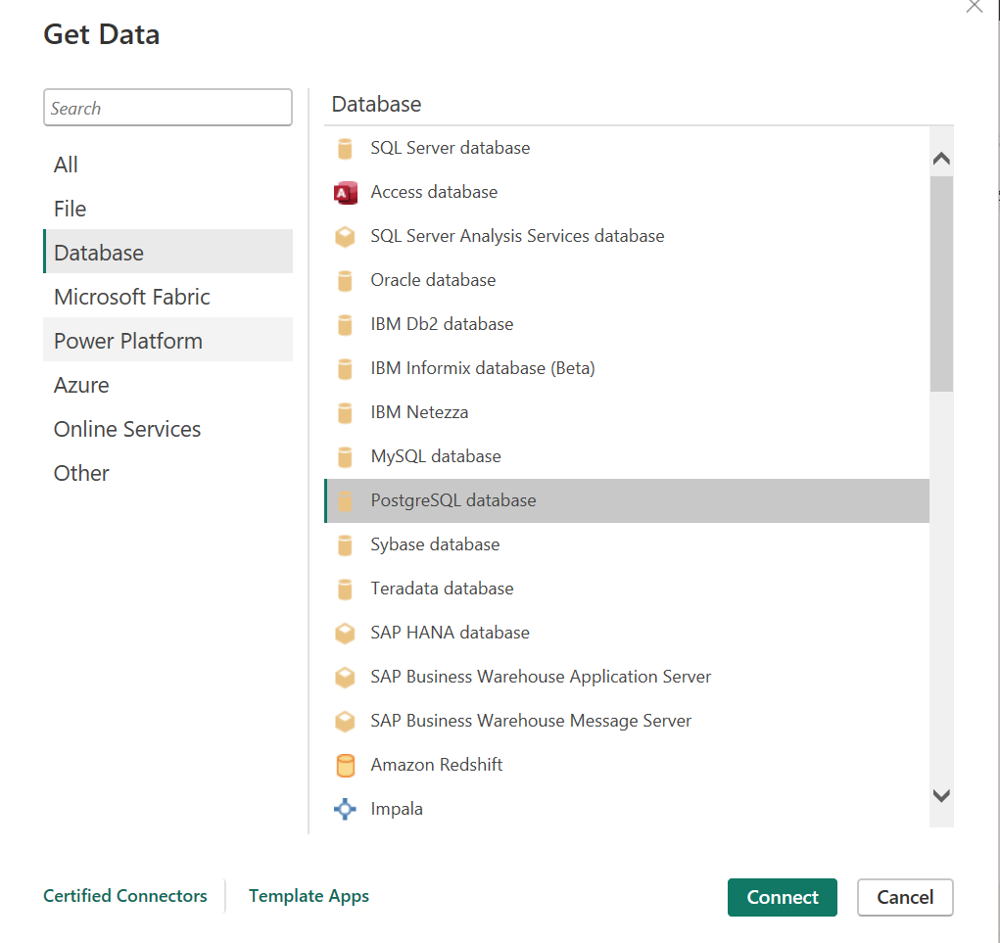 Get Data
Search
All
File
Database
Microsoft Fabric
Power Platform
Azure
Online Services
Other
Database
SQL Server database
Access database
SQL Server Analysis Services database
Oracle database
IBM Db2 database
IBM Informix database (Beta)
IBM Netezza
MySQL database
PostgreSQL database
Sybase database
Teradata database
SAP HANA database
SAP Business Warehouse Application Server
SAP Business Warehouse Message Server
Amazon Redshift
Impala
Certified Connectors
Template Apps
Connect
Cancel